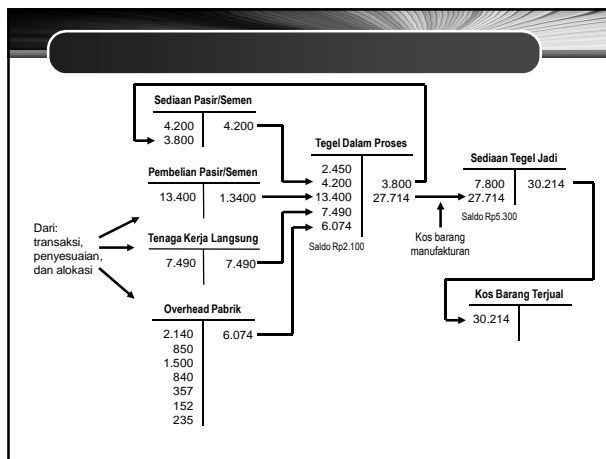 Sediaan Pasir/Semen
4.200 4.200
3.800
Pembelian Pasir/Semen
13.400 1.3400
Dari:
transaksi,
penyesuaian,
dan alokasi
Tenaga Kerja Langsung
7.490 7.490
Overhead Pabrik
2.140 6.074
850
1.500
840
357
152
235
Tegel Dalam Proses
2.450
4.200 3.800
13.400 27.714
7.490
6.074
Saldo Rp2.100
Kos barang
manufakturan
Sediaan Tegel Jadi
7.800 30.214
27.714
Saldo Rp5.300
Kos Barang Terjual
30.214